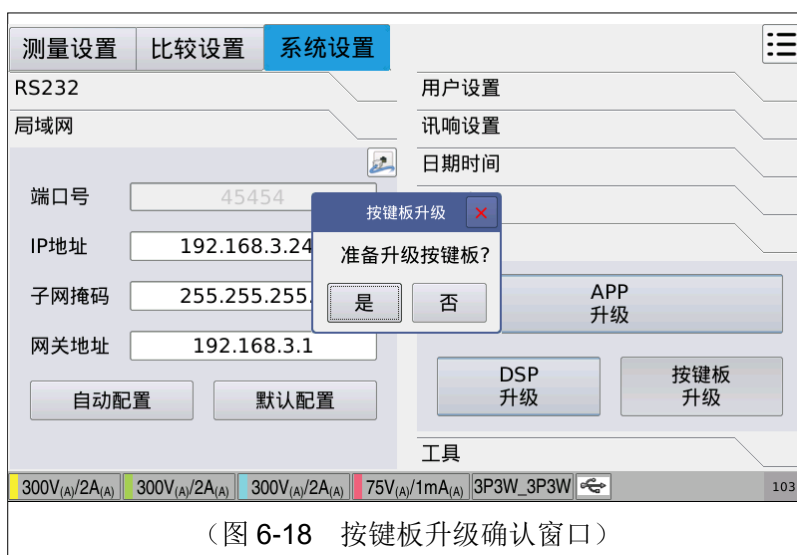 测量设置 比较设置 系统设置
RS232
局域网
端口号 45454
IP地址 192.168.3.24
子网掩码 255.255.255.
网关地址 192.168.3.1
自动配置 默认配置
用户设置
讯响设置
日期时间
按键板升级
准备升级按键板?
是 否
APP
升级
DSP
升级
按键板
升级
工具
300V(A)/2A(A) 300V(A)/2A(A) 300V(A)/2A(A) 75V(A)/1mA(A) 3P3W_3P3W 103
(图 6-18 按键板升级确认窗口)